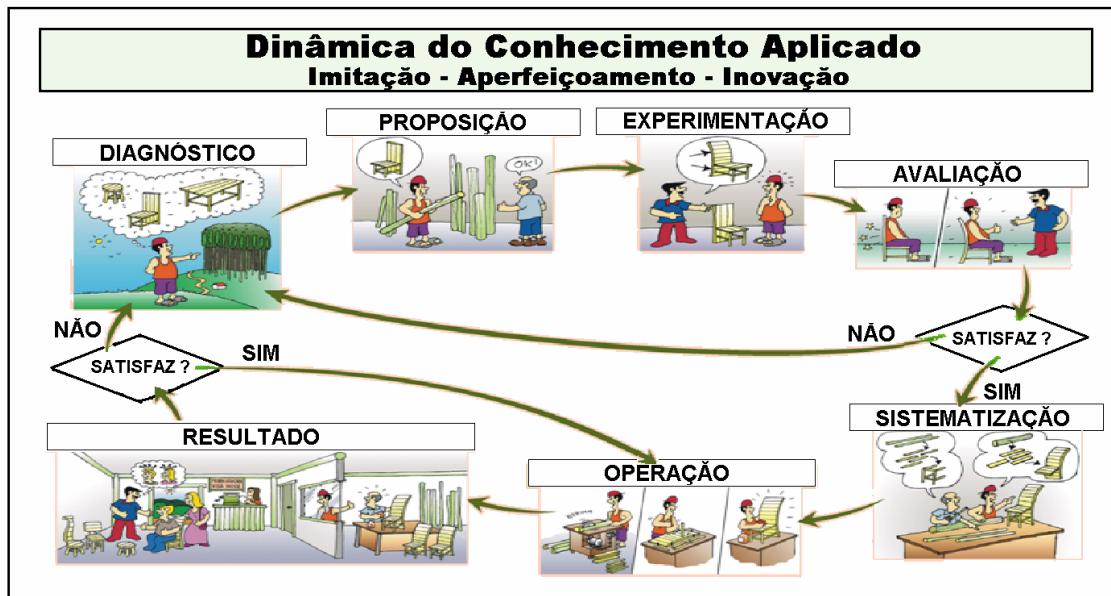 Dinâmica do Conhecimento Aplicado
Imitação - Aperfeiçoamento - Inovação
DIAGNÓSTICO
PROPOSIÇÃO
OK!
EXPERIMENTAÇÃO
AVALIAÇÃO
SATISFAZ ?
NÃO
SIM
SISTEMATIZAÇÃO
OPERAÇÃO
RESULTADO
SATISFAZ ?
NÃO
SIM